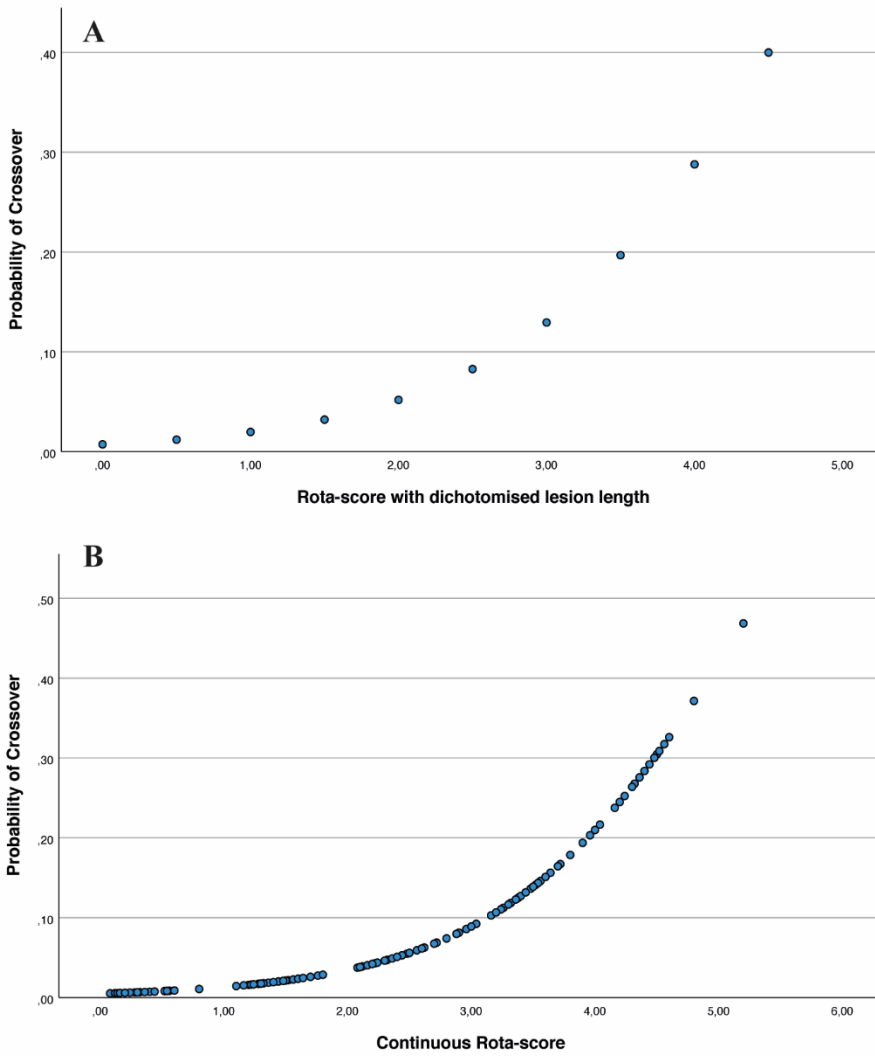 A
,40
,30
,20
,10
,00
Probability of Crossover
,00 1,00 2,00 3,00 4,00 5,00
Rota-score with dichotomised lesion length
B
,50
,40
,30
,20
,10
,00
Probability of Crossover
,00 1,00 2,00 3,00 4,00 5,00 6,00
Continuous Rota-score